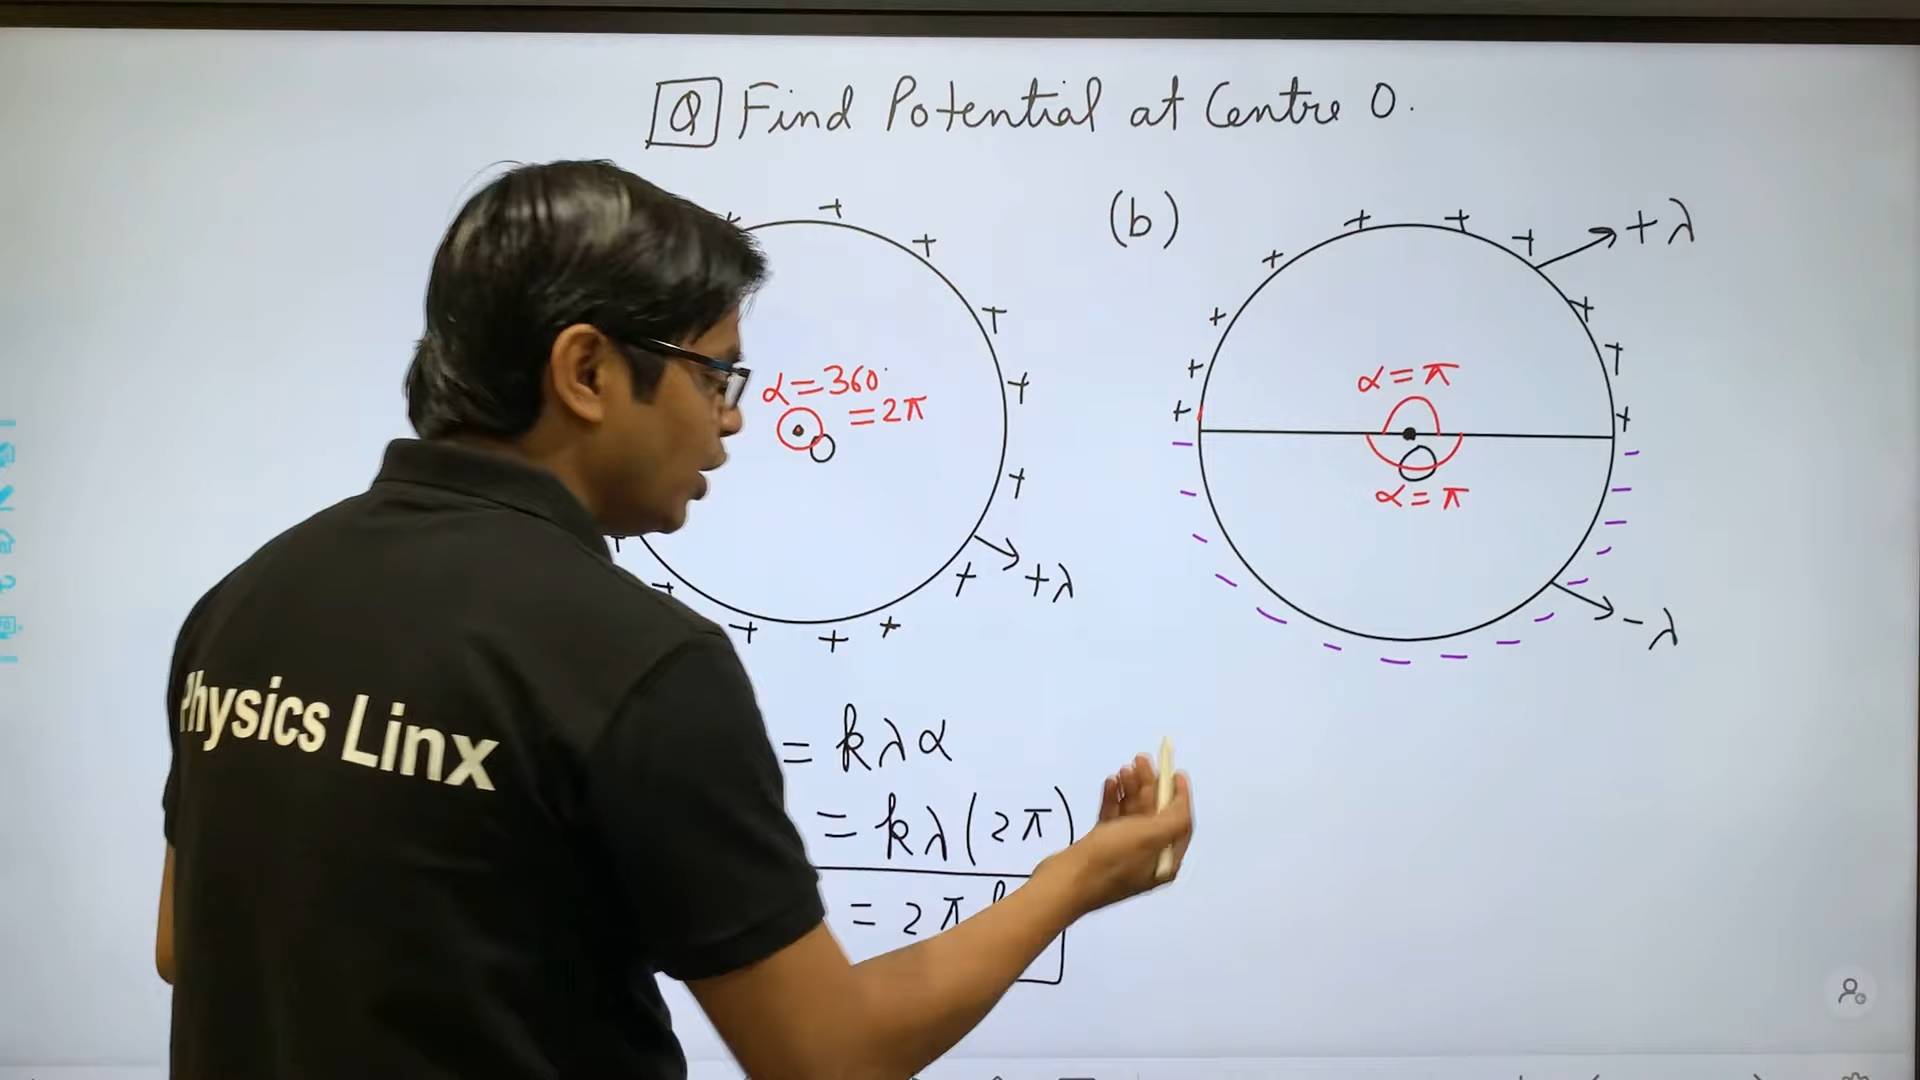 Q Find Potential at Centre O.
(b)
+λ
α=360°
=2π
O
+λ
α=π
O
α=π
-λ
= kλα
= kλ(2π)
= 2π
Physics Linx